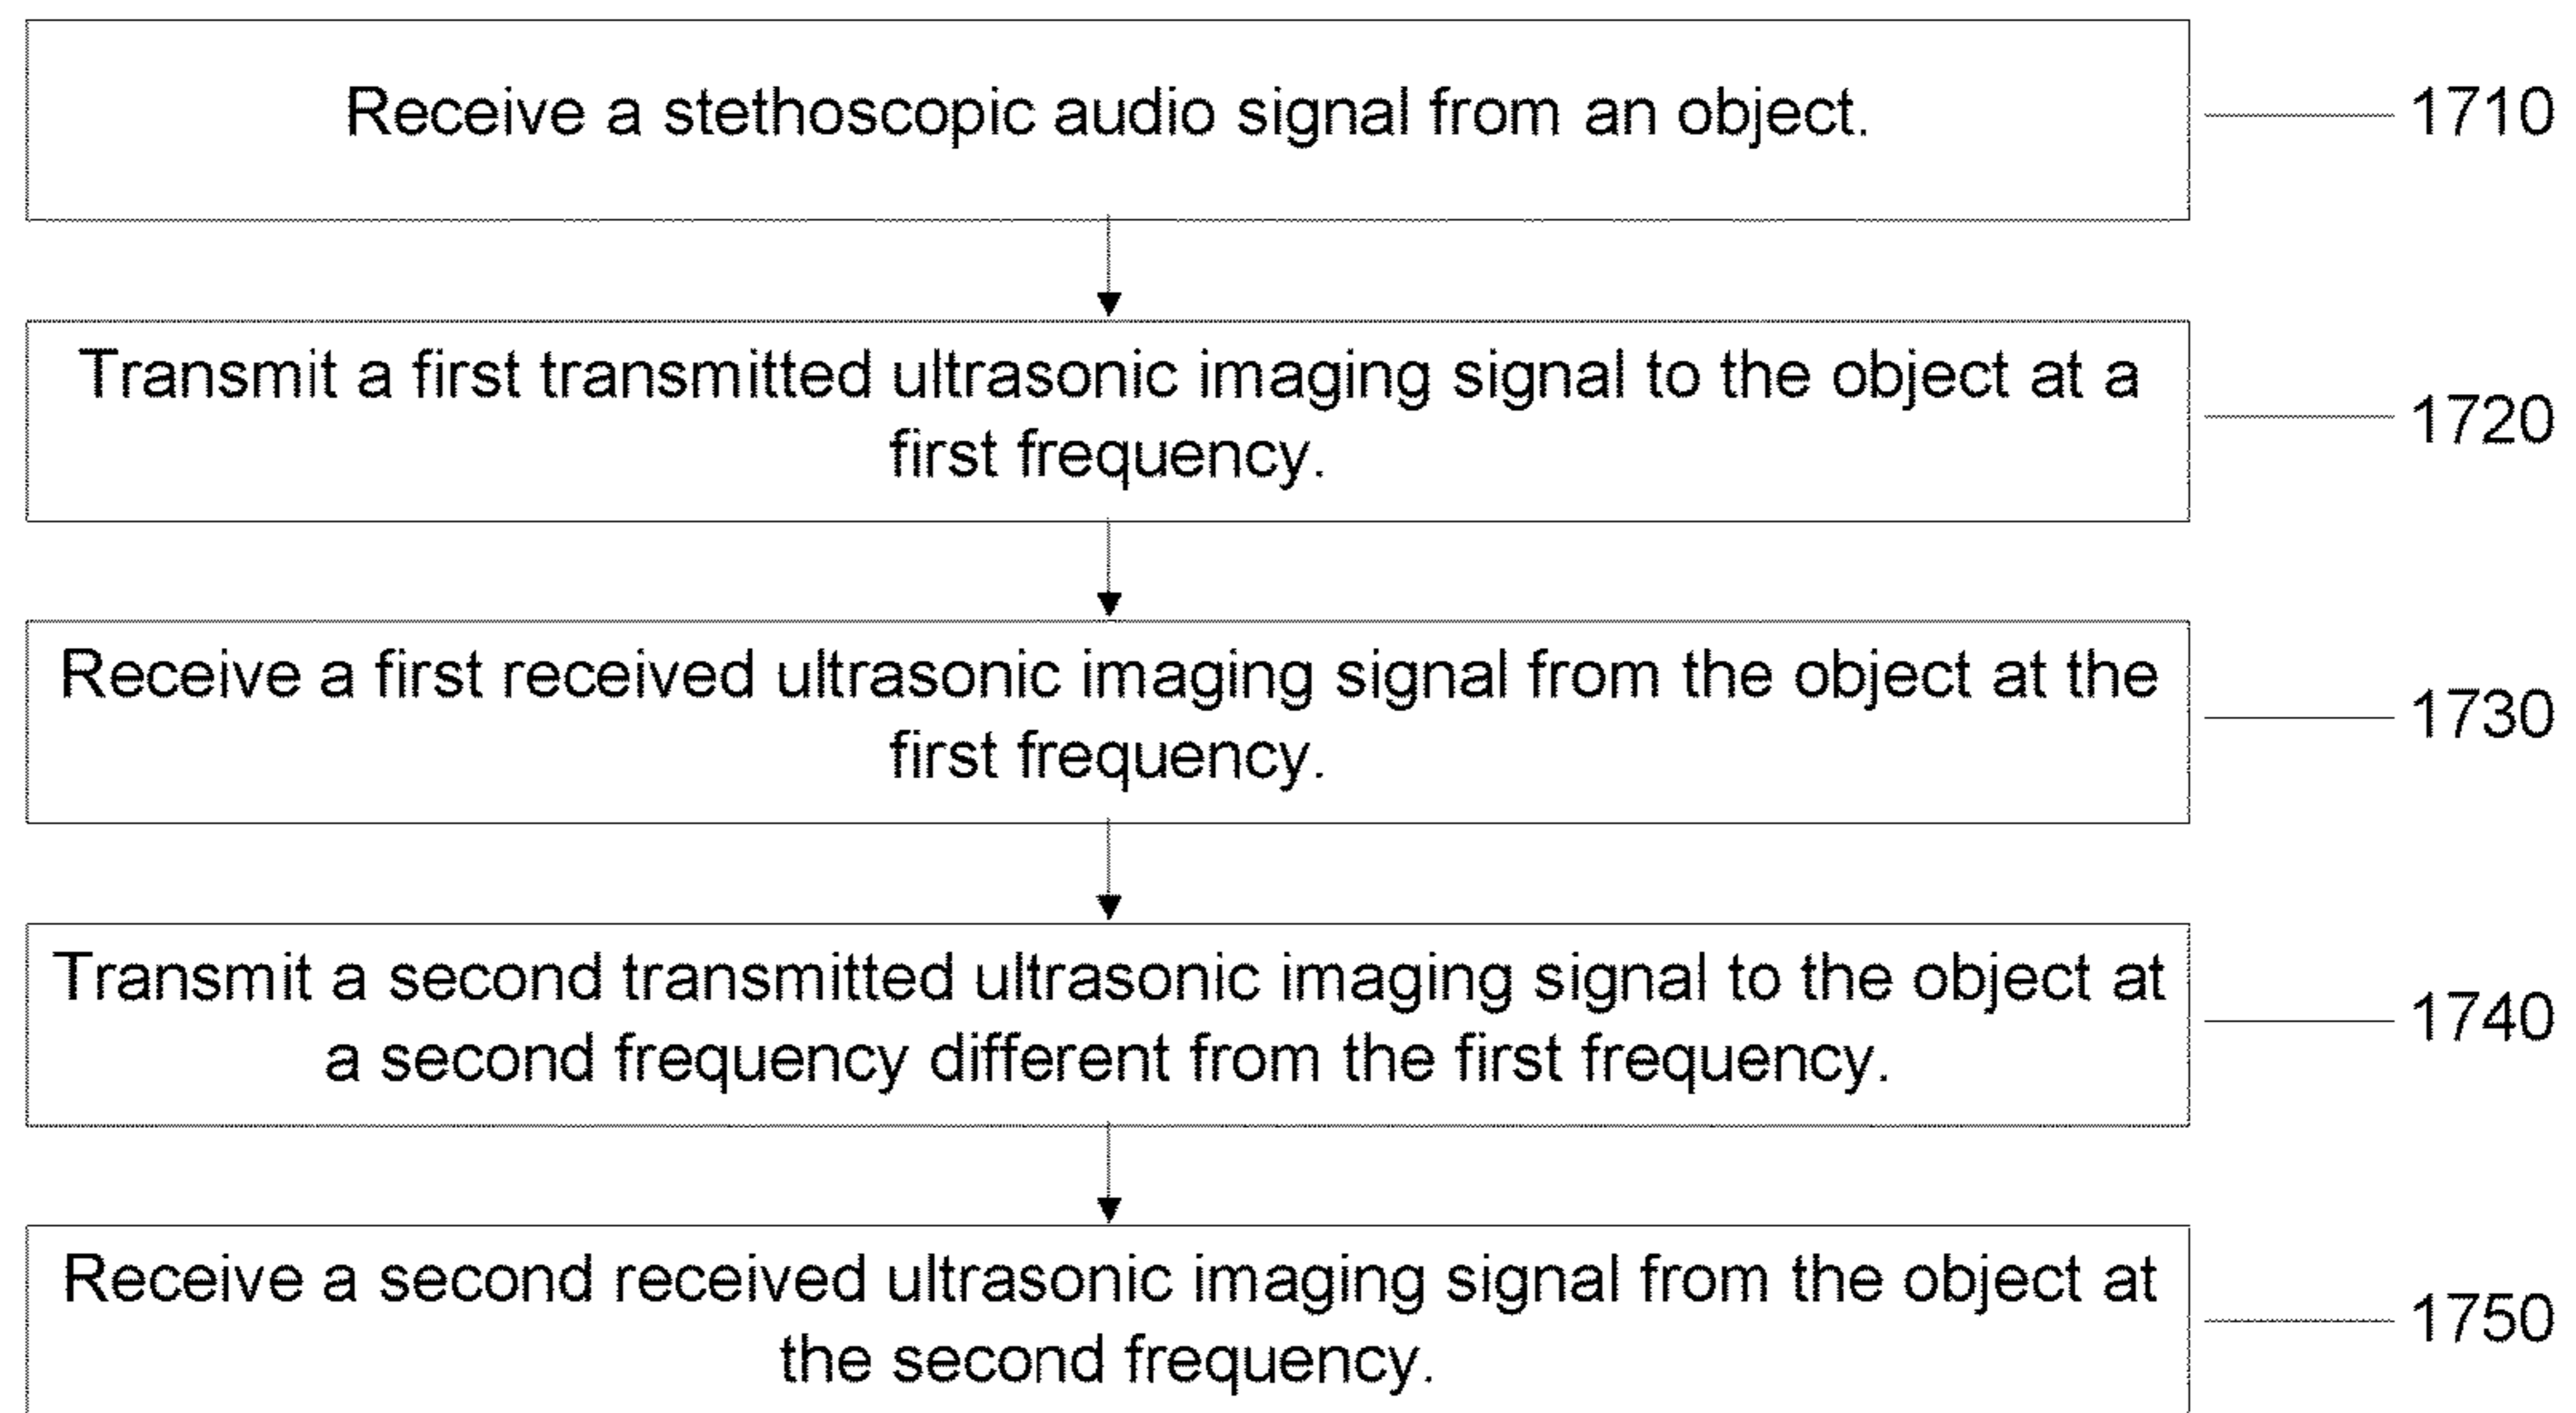 Receive a stethoscopic audio signal from an object.
1710
Transmit a first transmitted ultrasonic imaging signal to the object at a
first frequency.
1720
Receive a first received ultrasonic imaging signal from the object at the
first frequency.
1730
Transmit a second transmitted ultrasonic imaging signal to the object at
a second frequency different from the first frequency.
1740
Receive a second received ultrasonic imaging signal from the object at
the second frequency.
1750